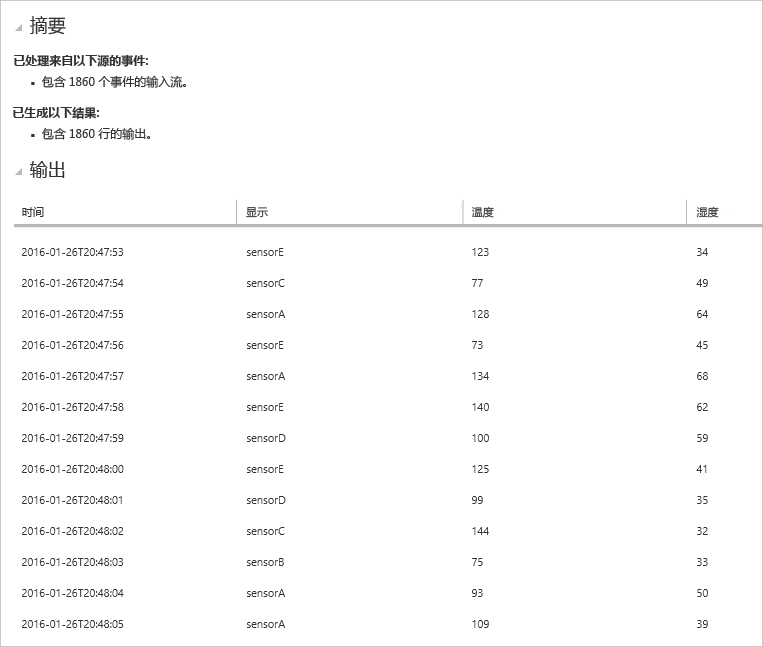 摘要
已处理来自以下源的事件:
▪ 包含 1860 个事件的输入流。
已生成以下结果:
▪ 包含 1860 行的输出。
输出
时间 显示 温度 湿度
2016-01-26T20:47:53 sensorE 123 34
2016-01-26T20:47:54 sensorC 77 49
2016-01-26T20:47:55 sensorA 128 64
2016-01-26T20:47:56 sensorE 73 45
2016-01-26T20:47:57 sensorA 134 68
2016-01-26T20:47:58 sensorE 140 62
2016-01-26T20:47:59 sensorD 100 59
2016-01-26T20:48:00 sensorE 125 41
2016-01-26T20:48:01 sensorD 99 35
2016-01-26T20:48:02 sensorC 144 32
2016-01-26T20:48:03 sensorB 75 33
2016-01-26T20:48:04 sensorA 93 50
2016-01-26T20:48:05 sensorA 109 39